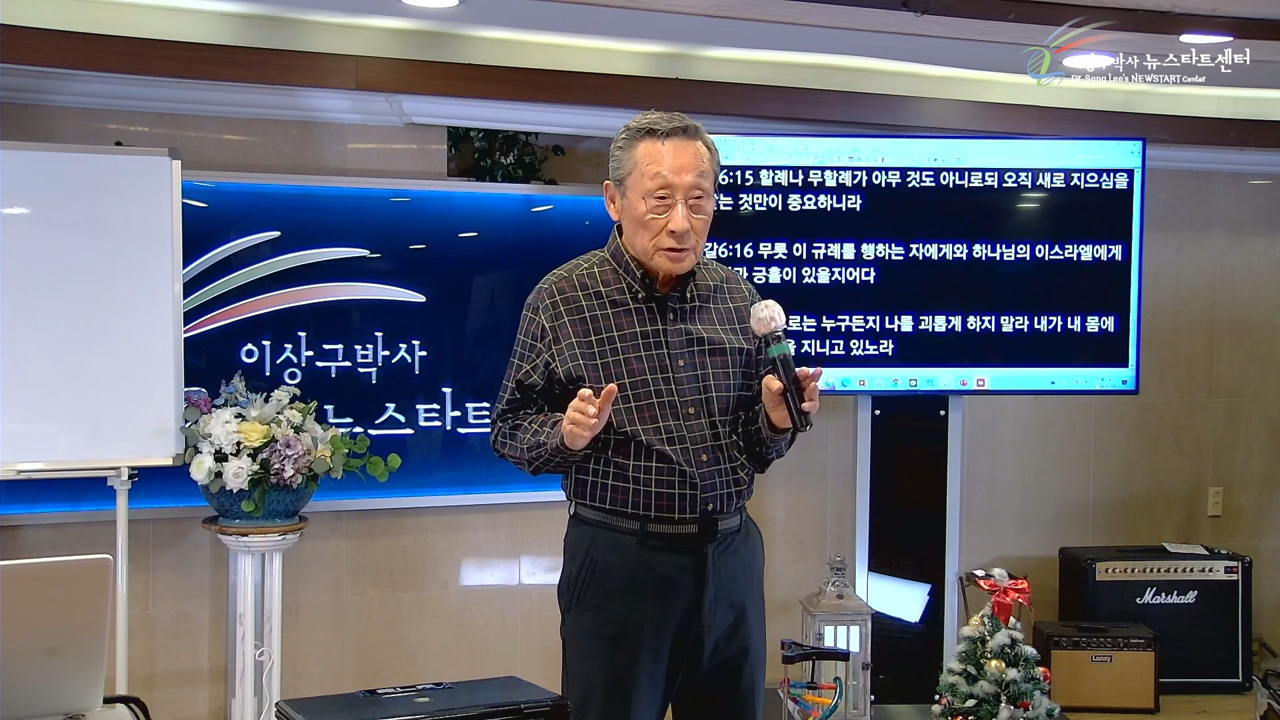 박사 뉴스타트센터
Dr. Sang Lee's NEWSTART Center
6:15 할례나 무할례가 아무 것도 아니로되 오직 새로 지으심을
는 것만이 중요하니라
갈6:16 무릇 이 규례를 행하는 자에게와 하나님의 이스라엘에게
긍휼이 있을지어다
로는 누구든지 나를 괴롭게 하지 말라 내가 내 몸에
지니고 있노라
이상구박사
뉴스타트
Marshall
Laney